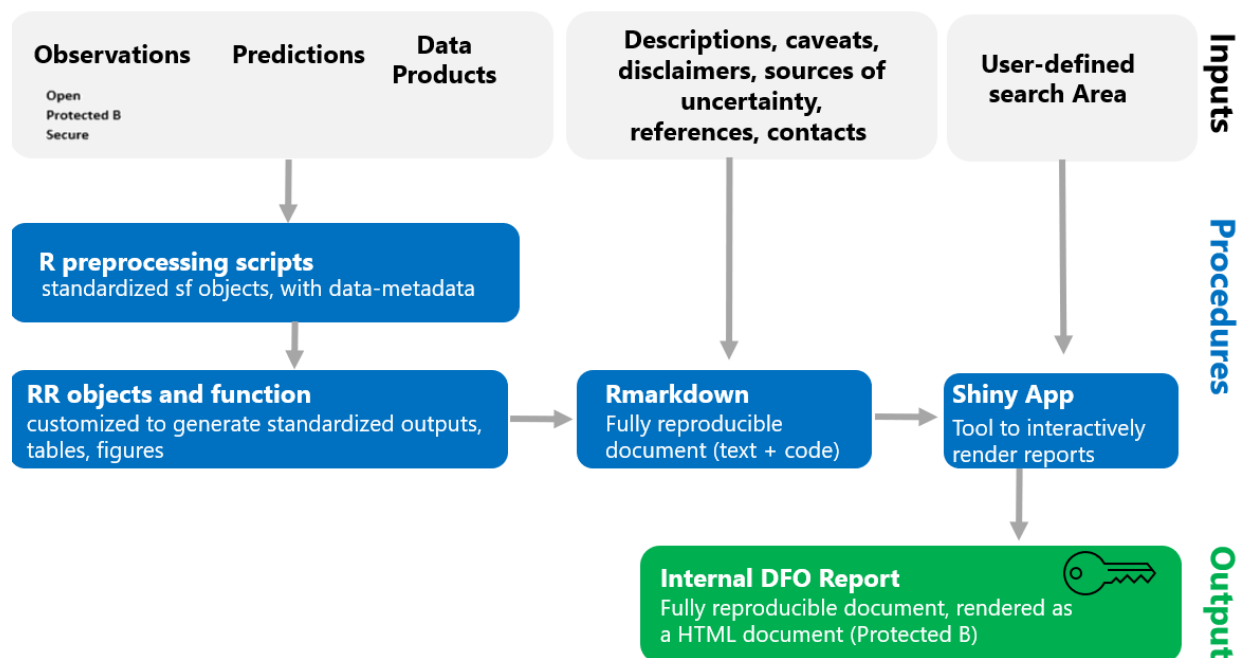 Observations
Open
Protected B
Secure
Predictions
Data
Products
Descriptions, caveats,
disclaimers, sources of
uncertainty,
references, contacts
User-defined
search Area
Inputs
R preprocessing scripts
standardized sf objects, with data-metadata
Procedures
RR objects and function
customized to generate standardized outputs,
tables, figures
Rmarkdown
Fully reproducible
document (text + code)
Shiny App
Tool to interactively
render reports
Internal DFO Report
Fully reproducible document, rendered as
a HTML document (Protected B)
Output